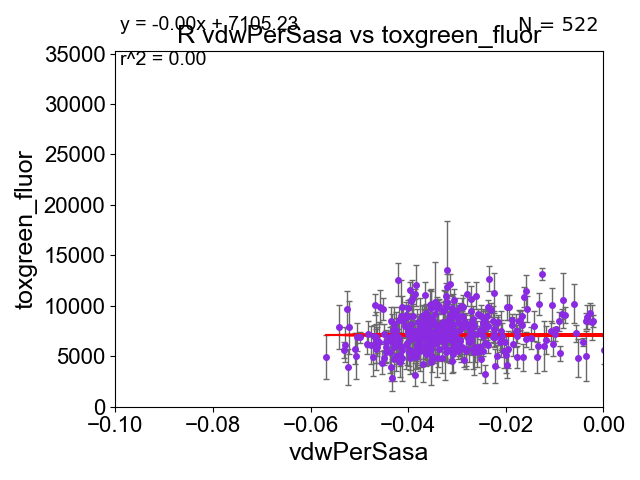 y = -0.00x + 7105.23
N = 522
R vdwPerSasa vs toxgreen_fluor
r^2 = 0.00
35000
30000
25000
20000
15000
10000
5000
0
toxgreen_fluor
−0.10 −0.08 −0.06 −0.04 −0.02 0.00
vdwPerSasa